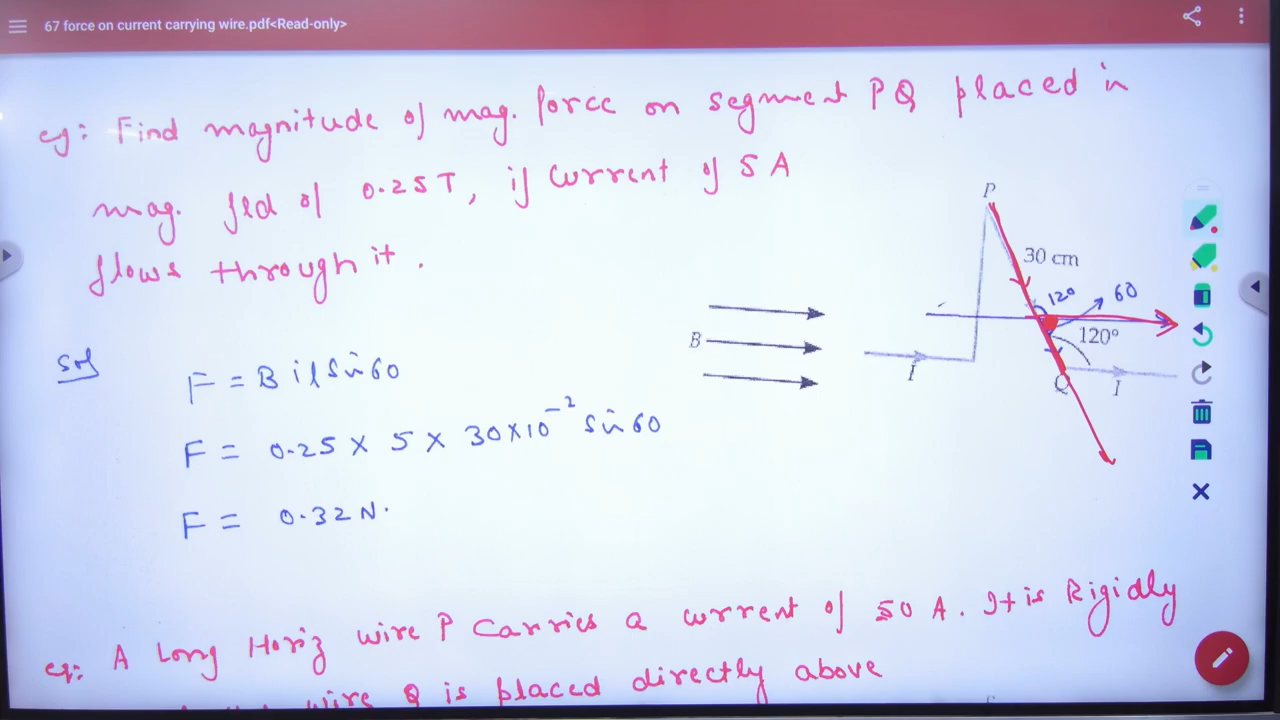 67 force on current carrying wire.pdf<Read-only>
eg: Find magnitude of mag. force on segment PQ placed in
mag. fld of 0.25T, if current of 5A
flows through it.
P
30 cm
120
60
B
120°
I
Q
I
Sol
F = B i l Sin 60
F = 0.25 × 5 × 30×10⁻² Sin 60
F = 0.32 N.
eg: A Long Horiz wire P Carries a current of 50 A. It is Rigidly
wire Q is placed directly above